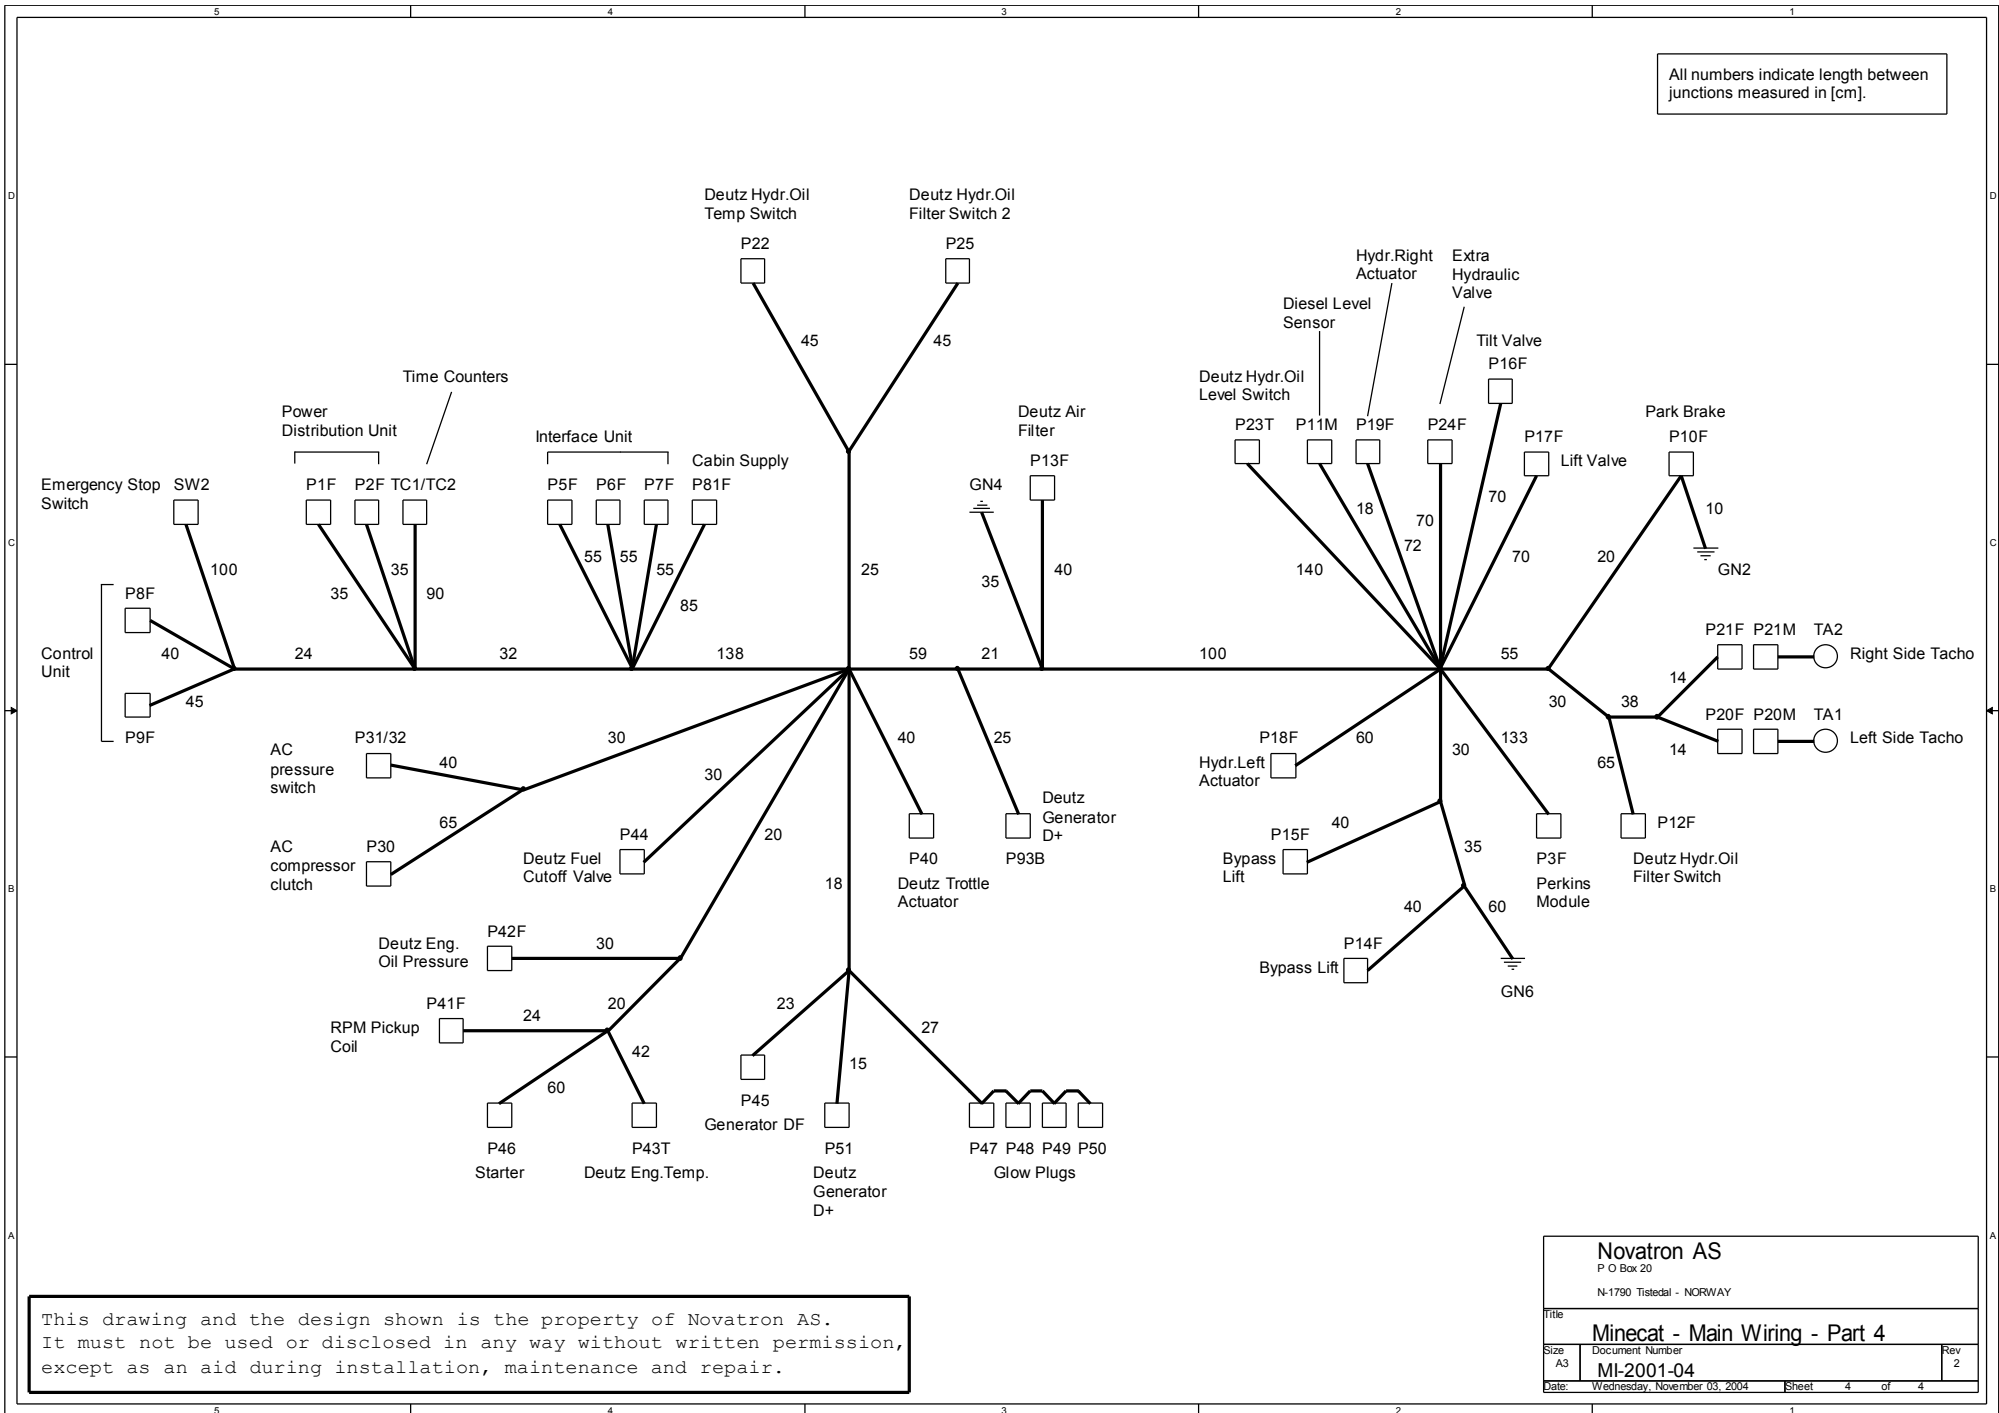 5 4 3 2 1
All numbers indicate length between
junctions measured in [cm].
D D
Deutz Hydr.Oil
Temp Switch
P22
Deutz Hydr.Oil
Filter Switch 2
P25
45
45
25
Hydr.Right
Actuator
Extra
Hydraulic
Valve
Diesel Level
Sensor
Tilt Valve
P16F
Deutz Hydr.Oil
Level Switch
P23T
P11M
P19F
P24F
P17F
Lift Valve
Park Brake
P10F
Time Counters
Power
Distribution Unit
Interface Unit
Cabin Supply
Deutz Air
Filter
P13F
GN4
Emergency Stop
Switch
SW2
P1F
P2F
TC1/TC2
P5F
P6F
P7F
P81F
C C
100
35
35
90
55
55
55
85
35
40
140
18
72
70
70
70
20
10
GN2
P8F
Control
Unit
40
45
P9F
24
32
138
59
21
100
55
30
38
14
14
65
P21F
P21M
TA2
Right Side Tacho
P20F
P20M
TA1
Left Side Tacho
P12F
Deutz Hydr.Oil
Filter Switch
AC
pressure
switch
P31/32
40
30
65
AC
compressor
clutch
P30
30
P44
Deutz Fuel
Cutoff Valve
20
18
40
P40
Deutz Trottle
Actuator
25
Deutz
Generator
D+
P93B
P18F
Hydr.Left
Actuator
60
30
133
P15F
Bypass
Lift
40
35
P3F
Perkins
Module
P14F
Bypass Lift
40
60
GN6
B B
Deutz Eng.
Oil Pressure
P42F
30
RPM Pickup
Coil
P41F
24
20
42
60
P46
Starter
P43T
Deutz Eng.Temp.
23
15
27
P45
Generator DF
P51
Deutz
Generator
D+
P47 P48 P49 P50
Glow Plugs
A A
This drawing and the design shown is the property of Novatron AS.
It must not be used or disclosed in any way without written permission,
except as an aid during installation, maintenance and repair.
Novatron AS
P O Box 20
N-1790 Tistedal - NORWAY
Title
Minecat - Main Wiring - Part 4
Size Document Number Rev
A3 MI-2001-04 2
Date: Wednesday, November 03, 2004 Sheet 4 of 4
5 4 3 2 1